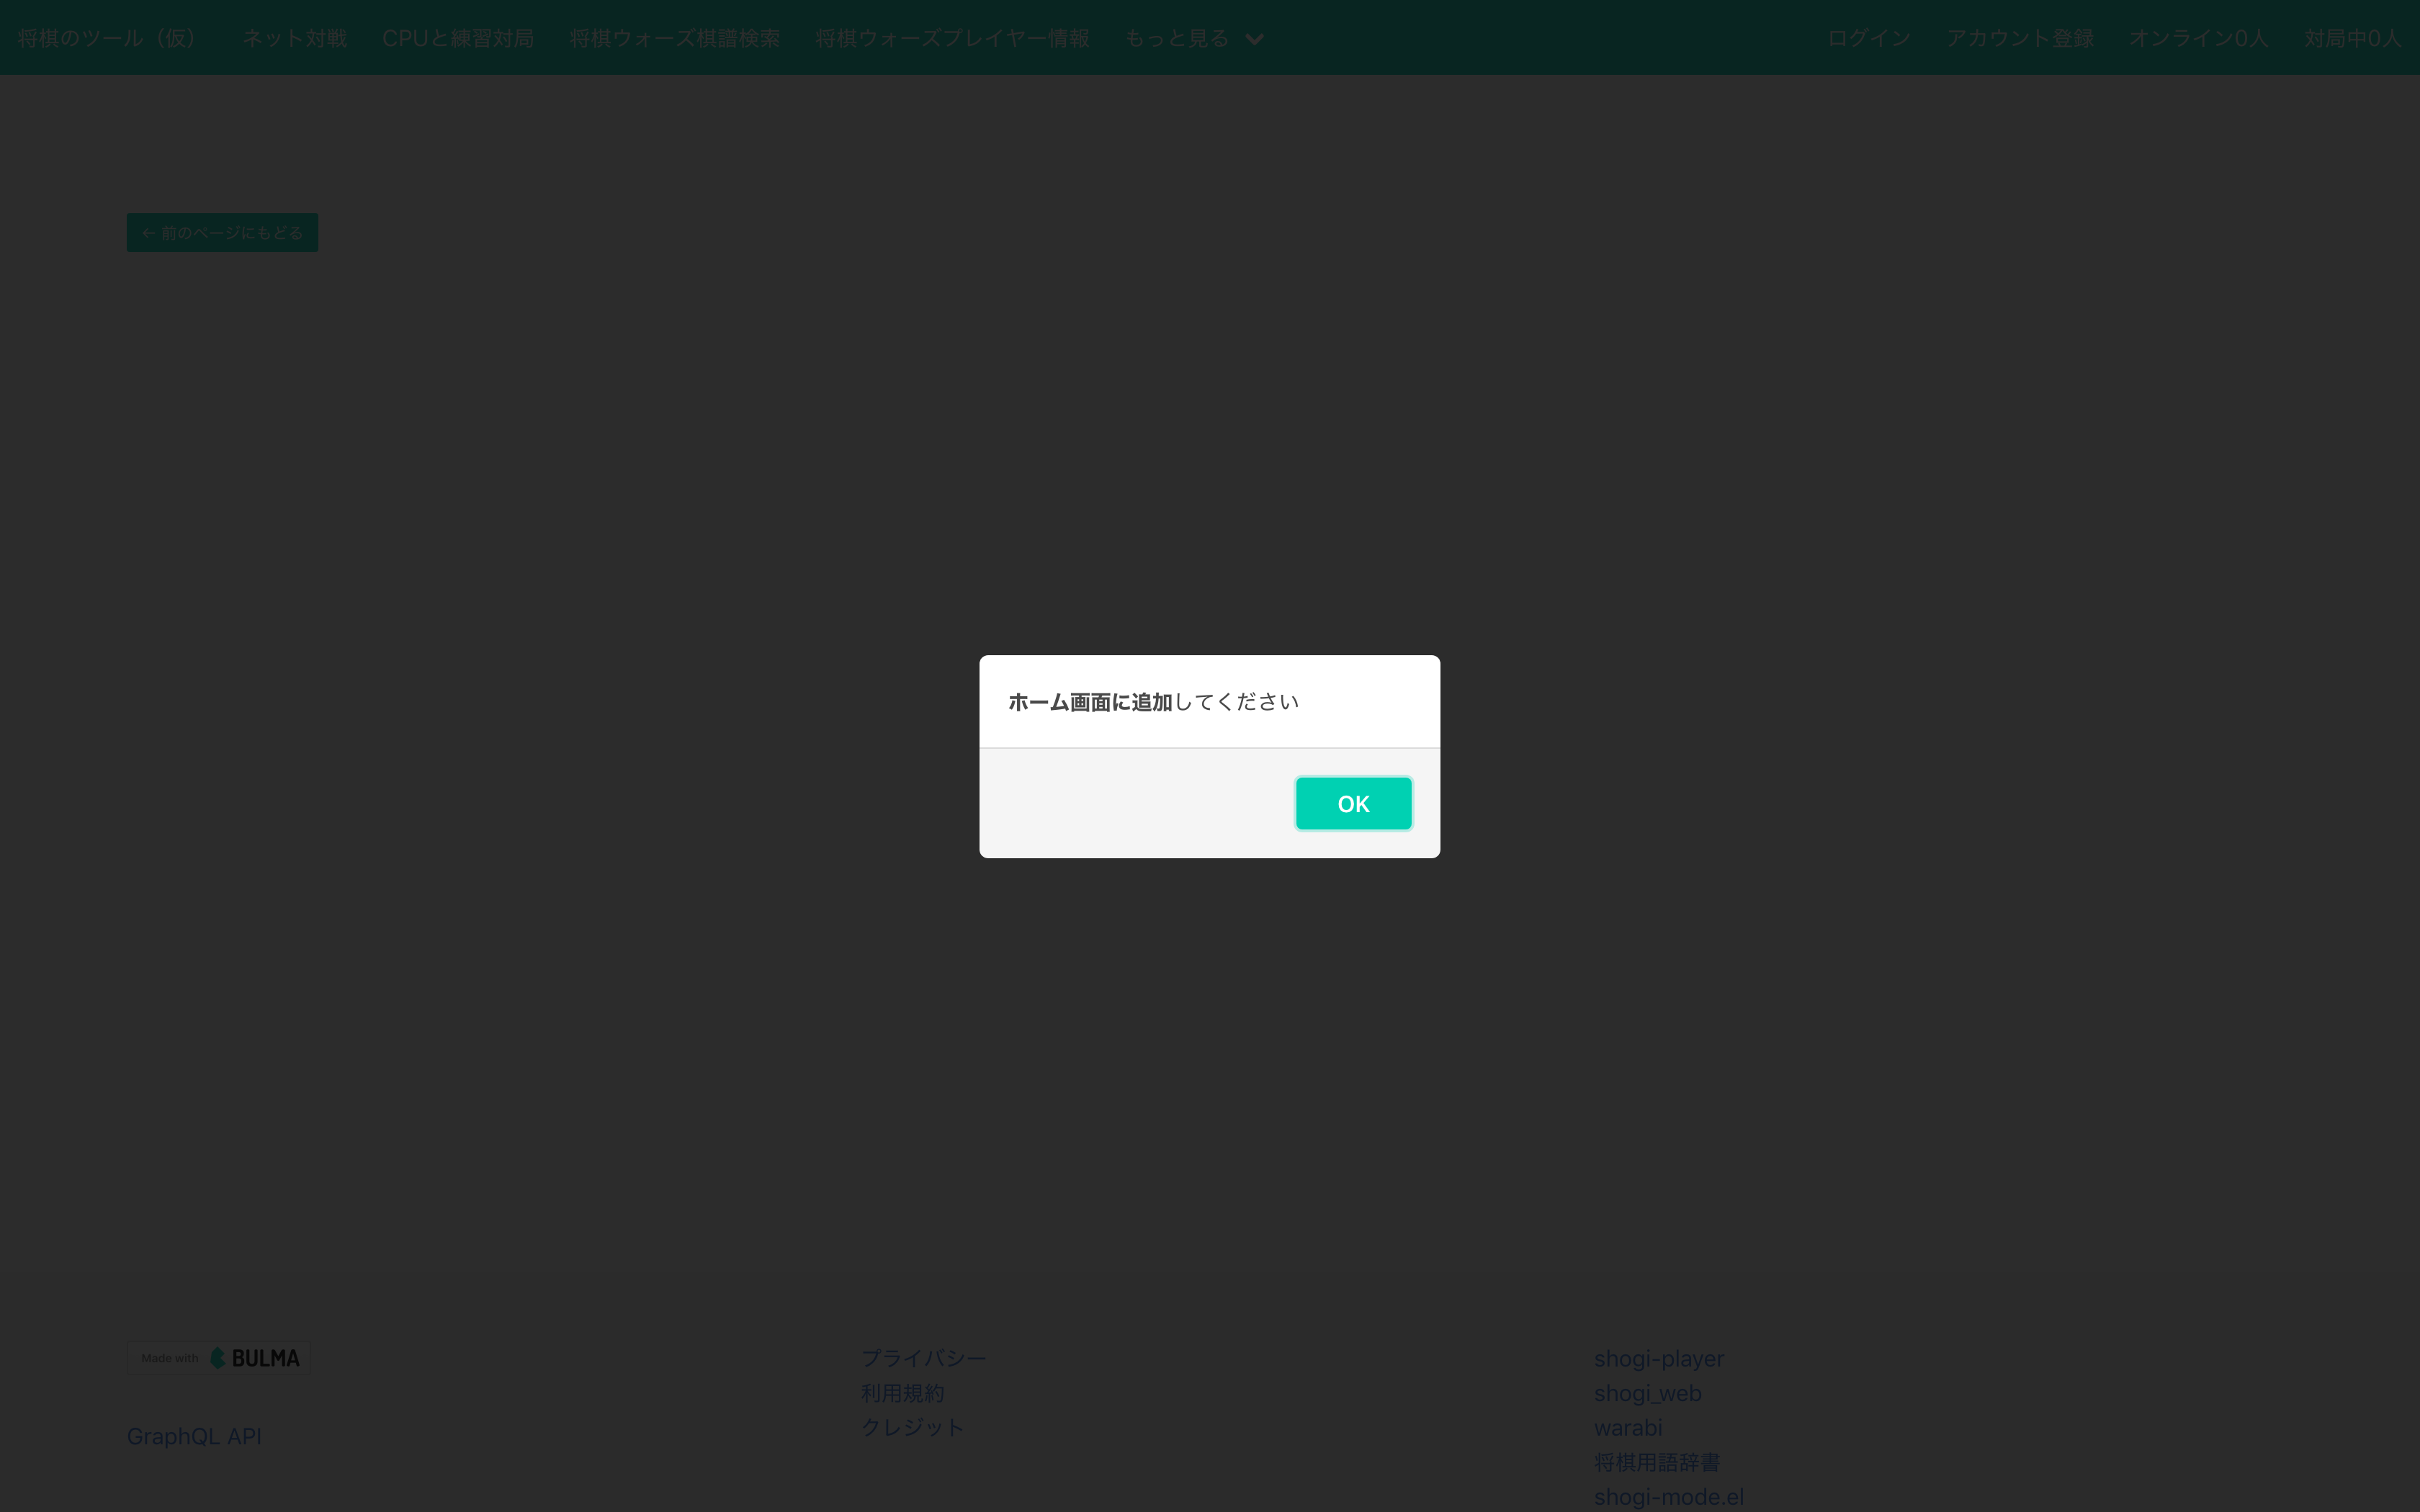 将棋のツール（仮） ネット対戦 CPUと練習対局 将棋ウォーズ棋譜検索 将棋ウォーズプレイヤー情報 もっと見る ログイン アカウント登録 オンライン0人 対局中0人
← 前のページにもどる
ホーム画面に追加してください
OK
Made with BULMA
GraphQL API
プライバシー
利用規約
クレジット
shogi-player
shogi_web
warabi
将棋用語辞書
shogi-mode.el